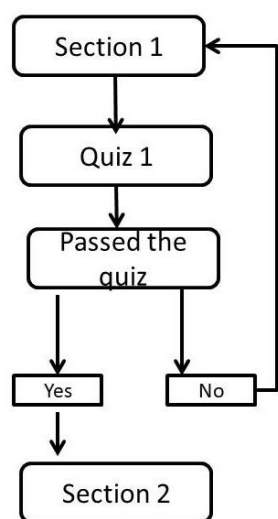 Section 1
Quiz 1
Passed the
quiz
Yes
No
Section 2